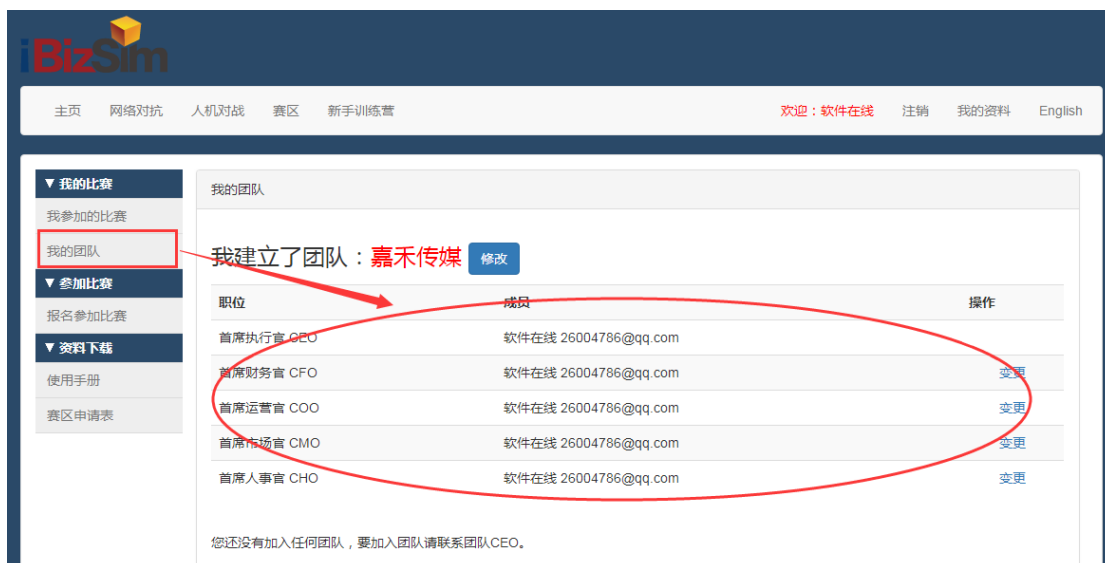 iBizSim
主页 网络对抗 人机对战 赛区 新手训练营 欢迎：软件在线 注销 我的资料 English
▼ 我的比赛
我参加的比赛
我的团队
▼ 参加比赛
报名参加比赛
▼ 资料下载
使用手册
赛区申请表
我的团队
我建立了团队：嘉禾传媒 修改
职位 成员 操作
首席执行官 CEO 软件在线 26004786@qq.com
首席财务官 CFO 软件在线 26004786@qq.com 变更
首席运营官 COO 软件在线 26004786@qq.com 变更
首席市场官 CMO 软件在线 26004786@qq.com 变更
首席人事官 CHO 软件在线 26004786@qq.com 变更
您还没有加入任何团队，要加入团队请联系团队CEO。